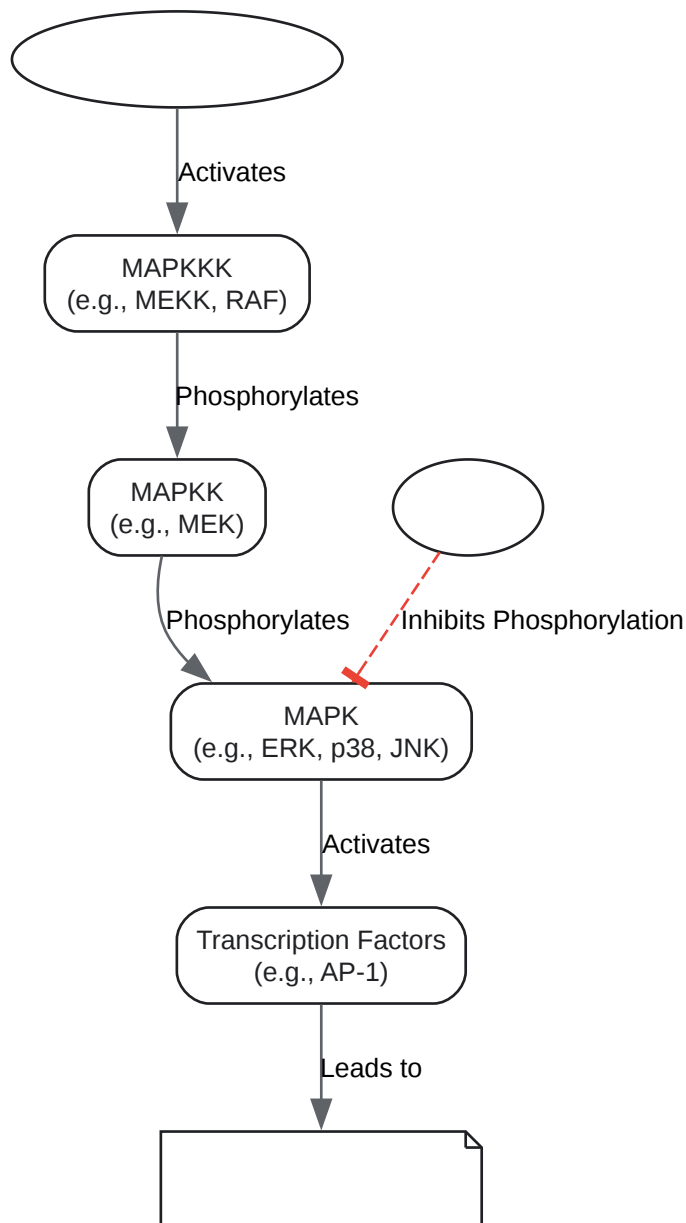 Activates
MAPKKK
(e.g., MEKK, RAF)
Phosphorylates
MAPKK
(e.g., MEK)
Phosphorylates
Inhibits Phosphorylation
MAPK
(e.g., ERK, p38, JNK)
Activates
Transcription Factors
(e.g., AP-1)
Leads to